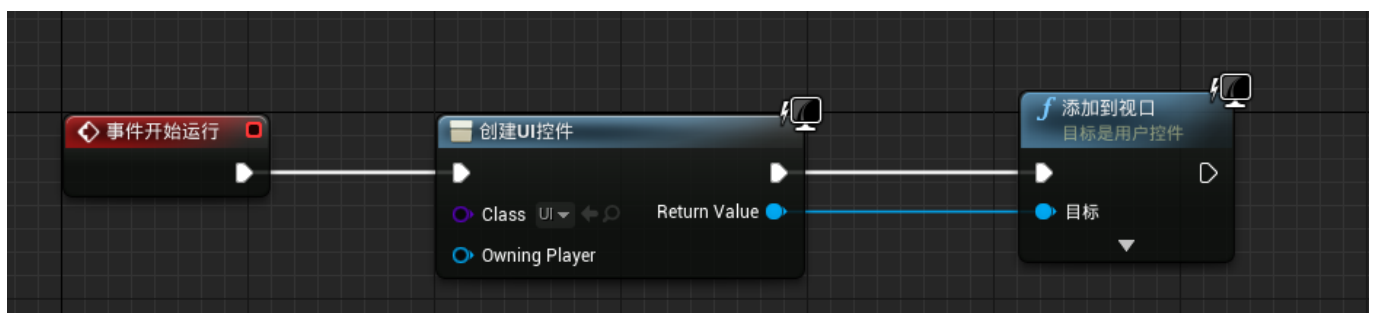 事件开始运行
创建UI控件
Class UI
Return Value
Owning Player
添加到视口
目标是用户控件
目标